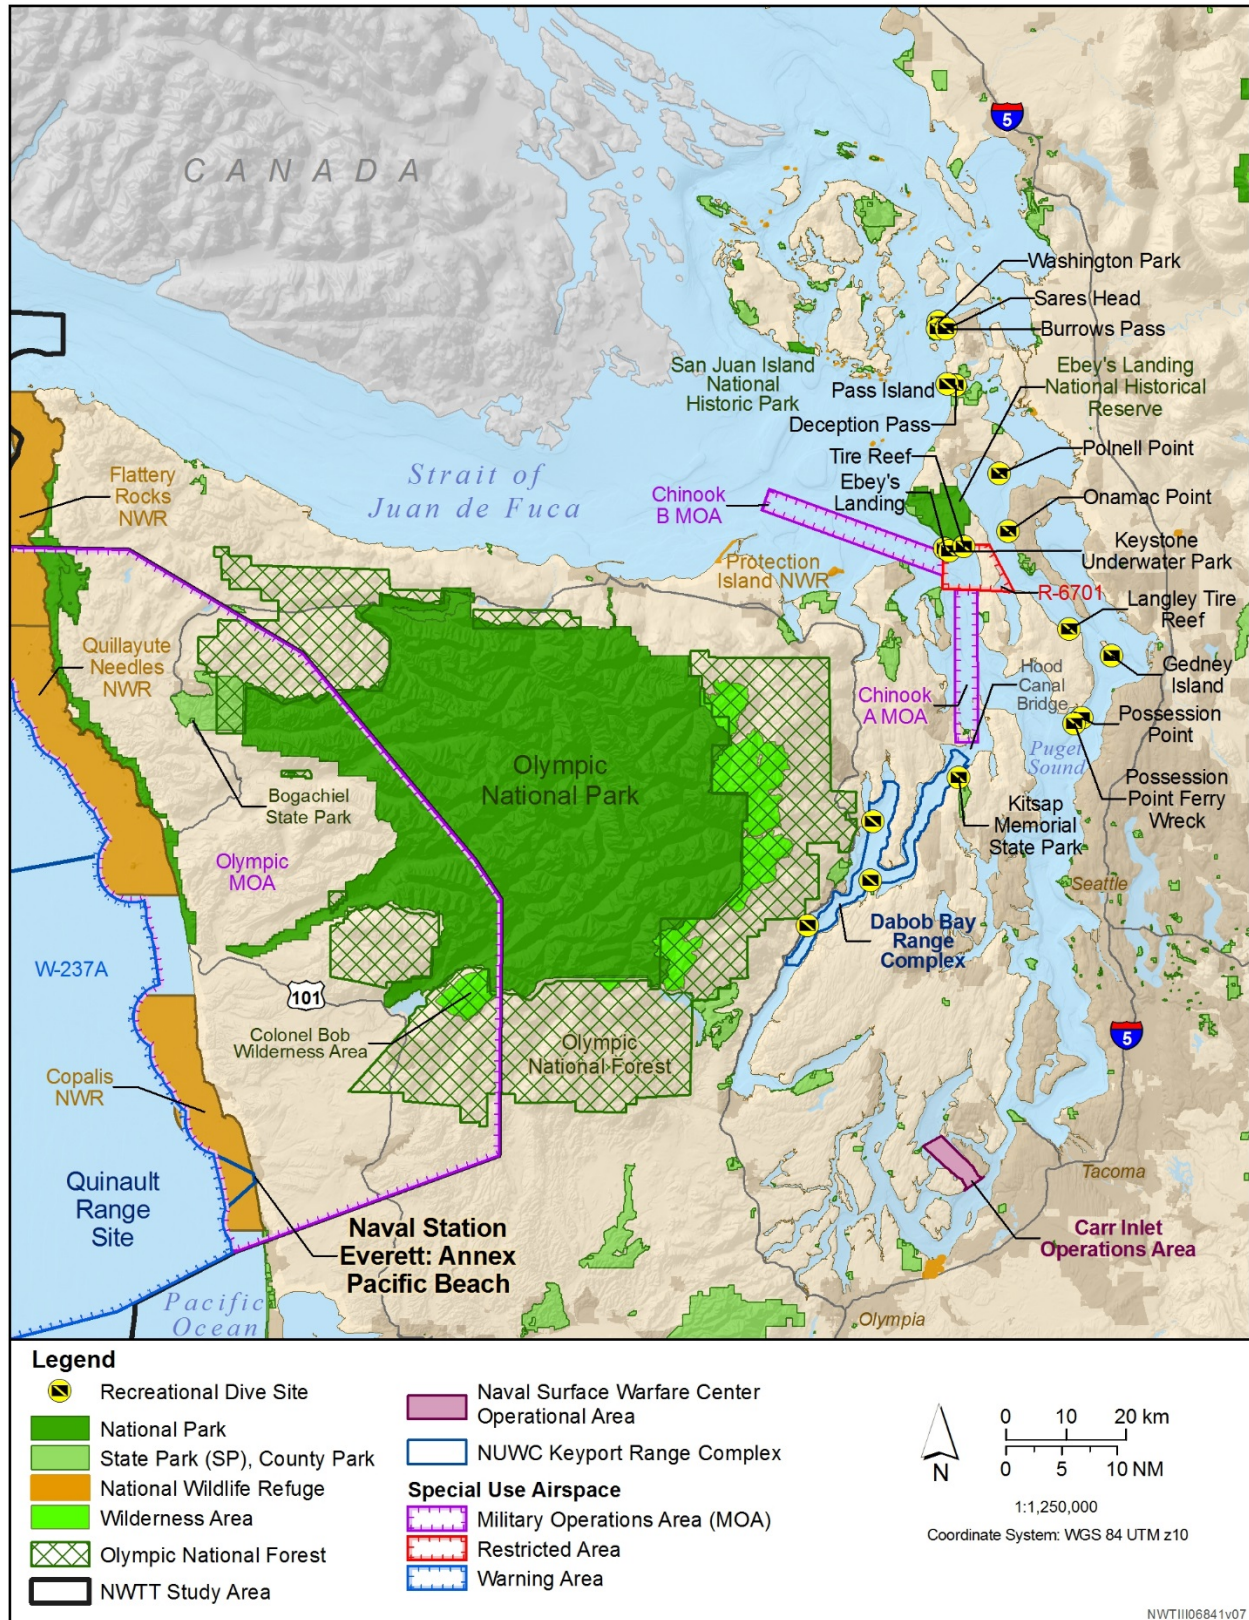 CANADA
5
Washington Park
Sares Head
Burrows Pass
San Juan Island
National
Historic Park
Pass Island
Ebey's Landing
National Historical
Reserve
Deception Pass
Tire Reef
Polnell Point
Ebey's
Landing
Onamac Point
Strait of
Juan de Fuca
Chinook
B MOA
Flattery
Rocks
NWR
Keystone
Underwater Park
Protection
Island NWR
R-6701
Langley Tire
Reef
Quillayute
Needles
NWR
Hood
Canal
Bridge
Gedney
Island
Chinook
A MOA
Possession
Point
Puget
Sound
Olympic
National Park
Bogachiel
State Park
Possession
Point Ferry
Wreck
Kitsap
Memorial
State Park
Olympic
MOA
Seattle
Dabob Bay
Range
Complex
W-237A
101
5
Colonel Bob
Wilderness Area
Olympic
National Forest
Copalis
NWR
Quinault
Range
Site
Tacoma
Naval Station
Everett: Annex
Pacific Beach
Carr Inlet
Operations Area
Pacific
Ocean
Olympia
Legend
Recreational Dive Site
National Park
State Park (SP), County Park
National Wildlife Refuge
Wilderness Area
Olympic National Forest
NWTT Study Area
Naval Surface Warfare Center
Operational Area
NUWC Keyport Range Complex
Special Use Airspace
Military Operations Area (MOA)
Restricted Area
Warning Area
N
0 10 20 km
0 5 10 NM
1:1,250,000
Coordinate System: WGS 84 UTM z10
NWTIII06841v07